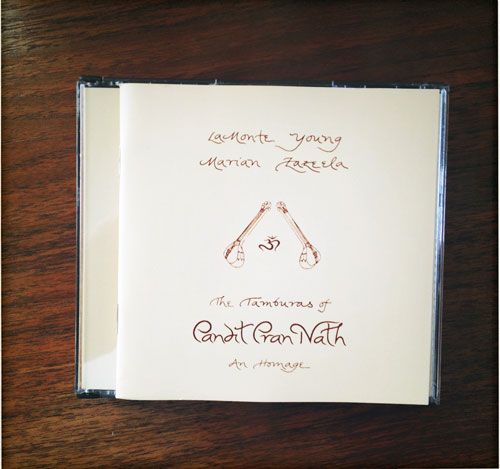 LaMonte Young
Marian Zazeela
ॐ
The Tamburas of
Pandit Pran Nath
An Homage